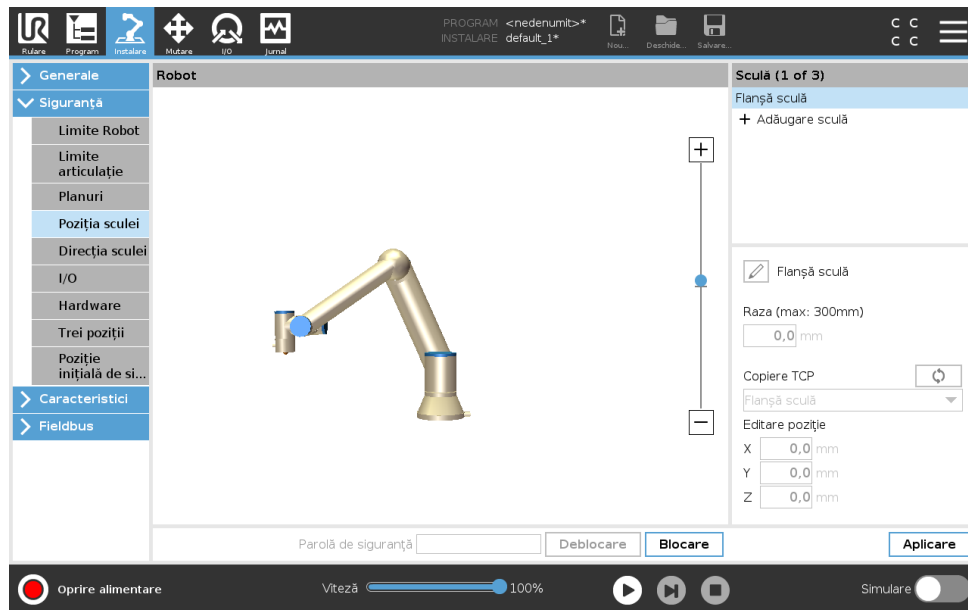 Rulare
Program
Instalare
Mutare
I/O
Jurnal
PROGRAM <nedenumit>*
INSTALARE default_1*
Nou...
Deschide...
Salvare...
C C
C C
Generale
Siguranță
Limite Robot
Limite
articulație
Planuri
Poziția sculei
Direcția sculei
I/O
Hardware
Trei poziții
Poziție
inițială de si...
Caracteristici
Fieldbus
Robot
Sculă (1 of 3)
Flanșă sculă
+ Adăugare sculă
Flanșă sculă
Raza (max: 300mm)
0,0 mm
Copiere TCP
Flanșă sculă
Editare poziție
X 0,0 mm
Y 0,0 mm
Z 0,0 mm
Parolă de siguranță
Deblocare
Blocare
Aplicare
Oprire alimentare
Viteză 100%
Simulare